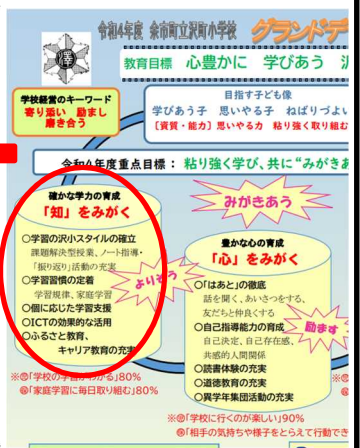 令和4年度 余市町立沢町小学校 グランドデ
教育目標 心豊かに 学びあう
学校経営のキーワード
寄り添い 励まし
磨き合う
目指す子ども像
学びあう子 思いやる子 ねばりづよい
〔資質・能力〕思いやる力 粘り強く取り組む
令和4年度重点目標： 粘り強く学び、共に“みがきあ
確かな学力の育成
「知」をみがく
○学習の沢小スタイルの確立
課題解決型授業、ノート指導・
「振り返り」活動の充実
○学習習慣の定着
学習規律、家庭学習
○個に応じた学習支援
○ICTの効果的な活用
○ふるさと教育、
キャリア教育の充実
みがきあう
よりそう
豊かな心の育成
「心」をみがく
○「はあと」の徹底
話を聞く、あいさつをする、
友だちと仲良くする
○自己指導能力の育成
自己決定、自己存在感、
共感的人間関係
○読書体験の充実
○道徳教育の充実
○異学年集団活動の充実
励ます
「学校の学習がわかる」80%
「家庭学習に毎日取り組む」80%
「学校に行くのが楽しい」90%
「相手の気持ちや様子をとらえて行動でき